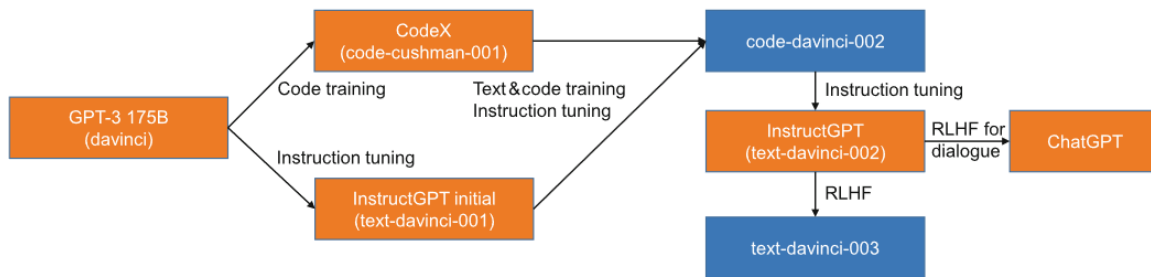 GPT-3 175B
(davinci)
Code training
Instruction tuning
CodeX
(code-cushman-001)
InstructGPT initial
(text-davinci-001)
Text&code training
Instruction tuning
code-davinci-002
Instruction tuning
InstructGPT
(text-davinci-002)
RLHF for
dialogue
ChatGPT
RLHF
text-davinci-003